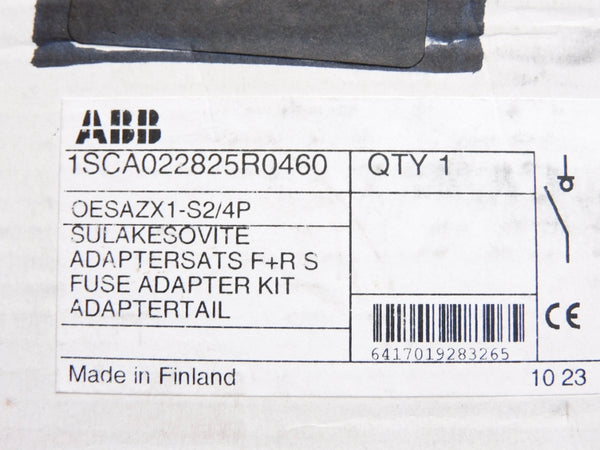 ABB
1SCA022825R0460 QTY 1
OESAZX1-S2/4P
SULAKESOVITE
ADAPTERSATS F+R S
FUSE ADAPTER KIT
ADAPTERTAIL
6417019283265
CE
Made in Finland 10 23